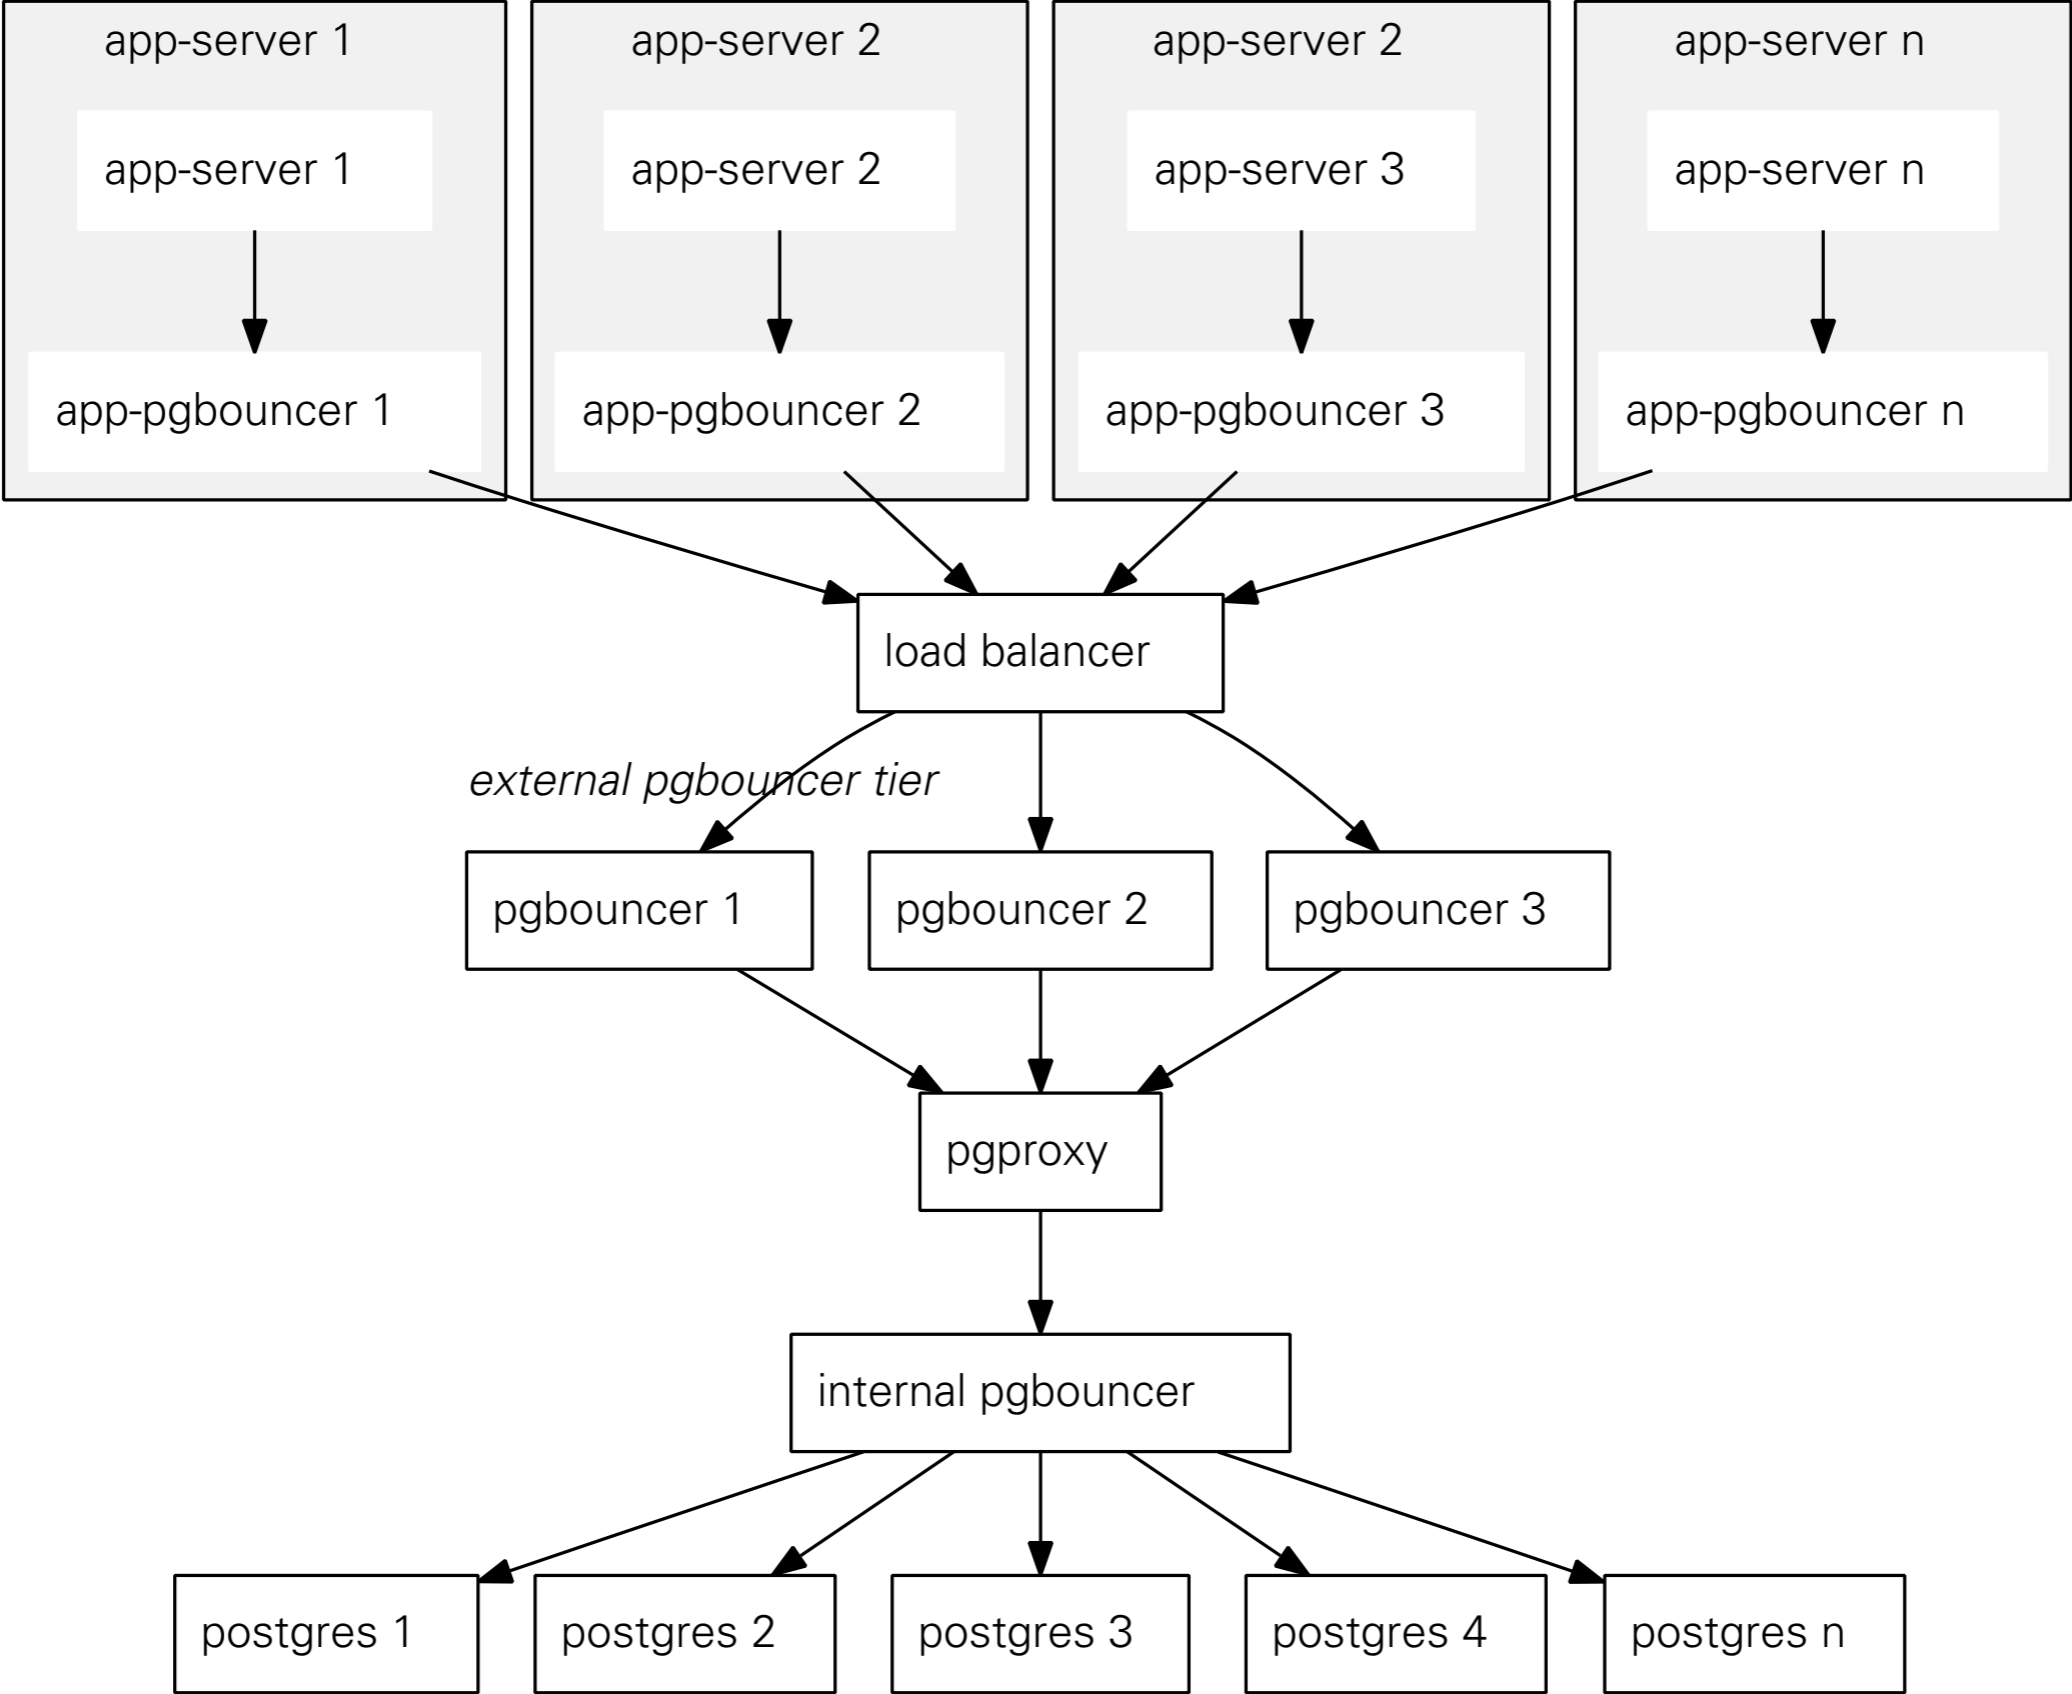 app-server 1
app-server 2
app-server 2
app-server n
app-server 1
app-server 2
app-server 3
app-server n
app-pgbouncer 1
app-pgbouncer 2
app-pgbouncer 3
app-pgbouncer n
load balancer
external pgbouncer tier
pgbouncer 1
pgbouncer 2
pgbouncer 3
pgproxy
internal pgbouncer
postgres 1
postgres 2
postgres 3
postgres 4
postgres n